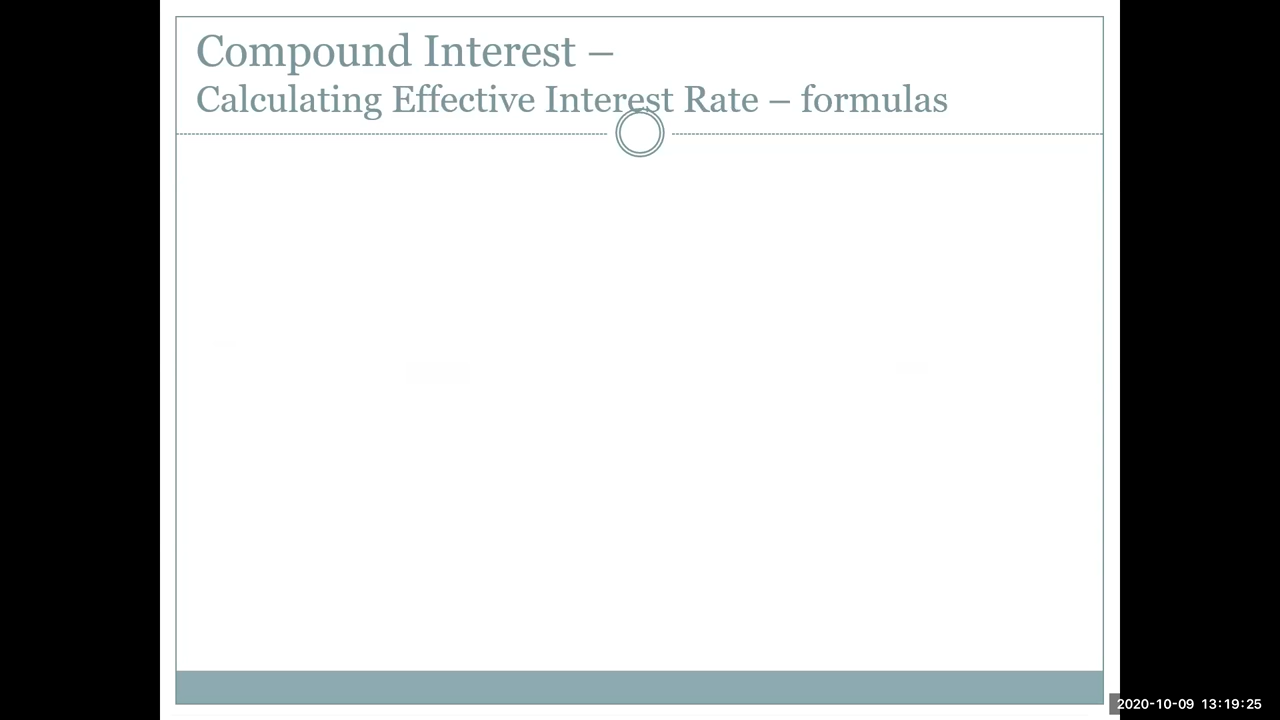 Compound Interest –
Calculating Effective Interest Rate – formulas
2020-10-09 13:19:25